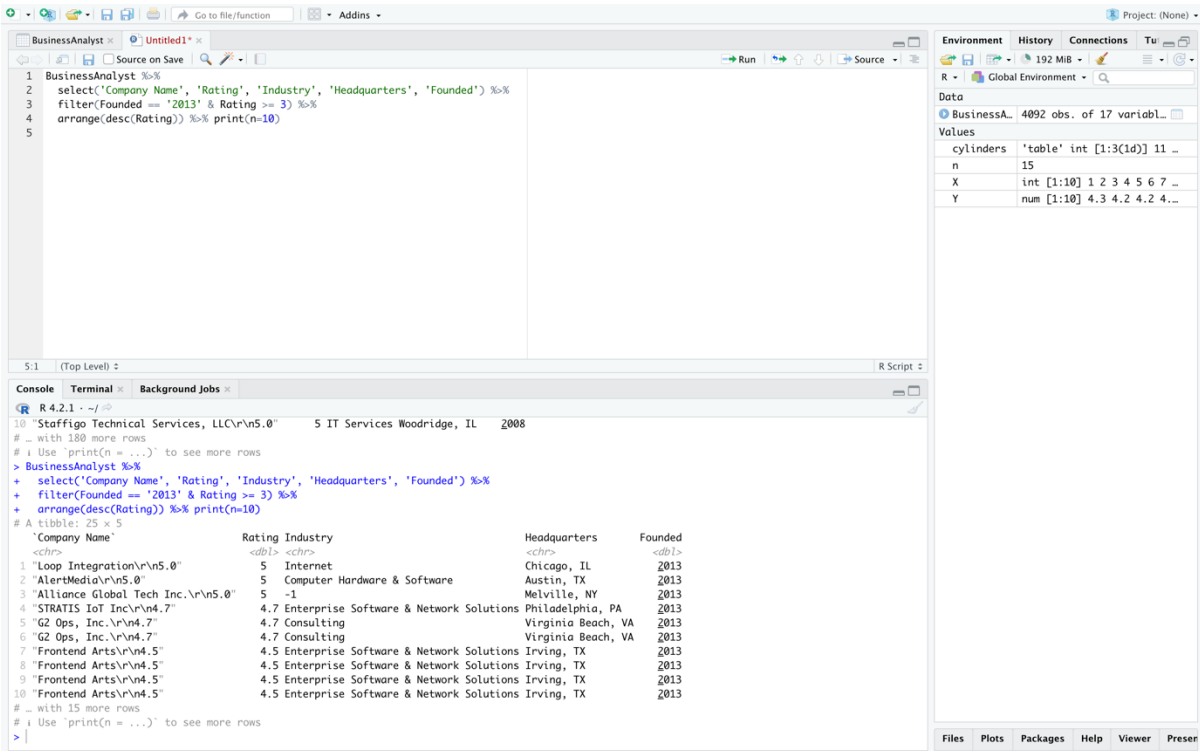 Go to file/function Addins Project: (None)
BusinessAnalyst Untitled1*
Source on Save Run Source
1 BusinessAnalyst %>%
2 select('Company Name', 'Rating', 'Industry', 'Headquarters', 'Founded') %>%
3 filter(Founded == '2013' & Rating >= 3) %>%
4 arrange(desc(Rating)) %>% print(n=10)
5
5:1 (Top Level) R Script
Console Terminal Background Jobs
R 4.2.1 · ~/
10 "Staffigo Technical Services, LLC\r\n5.0" 5 IT Services Woodridge, IL 2008
# … with 180 more rows
# ℹ Use `print(n = ...)` to see more rows
> BusinessAnalyst %>%
+ select('Company Name', 'Rating', 'Industry', 'Headquarters', 'Founded') %>%
+ filter(Founded == '2013' & Rating >= 3) %>%
+ arrange(desc(Rating)) %>% print(n=10)
# A tibble: 25 × 5
`Company Name` Rating Industry Headquarters Founded
<chr> <dbl> <chr> <chr> <dbl>
1 "Loop Integration\r\n5.0" 5 Internet Chicago, IL 2013
2 "AlertMedia\r\n5.0" 5 Computer Hardware & Software Austin, TX 2013
3 "Alliance Global Tech Inc.\r\n5.0" 5 -1 Melville, NY 2013
4 "STRATIS IoT Inc\r\n4.7" 4.7 Enterprise Software & Network Solutions Philadelphia, PA 2013
5 "G2 Ops, Inc.\r\n4.7" 4.7 Consulting Virginia Beach, VA 2013
6 "G2 Ops, Inc.\r\n4.7" 4.7 Consulting Virginia Beach, VA 2013
7 "Frontend Arts\r\n4.5" 4.5 Enterprise Software & Network Solutions Irving, TX 2013
8 "Frontend Arts\r\n4.5" 4.5 Enterprise Software & Network Solutions Irving, TX 2013
9 "Frontend Arts\r\n4.5" 4.5 Enterprise Software & Network Solutions Irving, TX 2013
10 "Frontend Arts\r\n4.5" 4.5 Enterprise Software & Network Solutions Irving, TX 2013
# … with 15 more rows
# ℹ Use `print(n = ...)` to see more rows
>
Environment History Connections Tu
192 MiB
R Global Environment
Data
BusinessA… 4092 obs. of 17 variabl…
Values
cylinders 'table' int [1:3(1d)] 11 …
n 15
X int [1:10] 1 2 3 4 5 6 7 …
Y num [1:10] 4.3 4.2 4.2 4.…
Files Plots Packages Help Viewer Presen